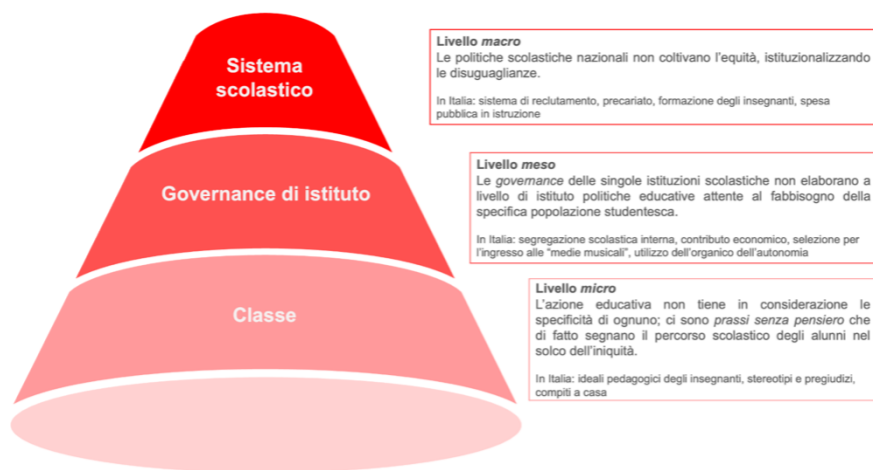 Sistema
scolastico
Governance di istituto
Classe
Livello macro
Le politiche scolastiche nazionali non coltivano l'equità, istituzionalizzando
le disuguaglianze.
In Italia: sistema di reclutamento, precariato, formazione degli insegnanti, spesa
pubblica in istruzione
Livello meso
Le governance delle singole istituzioni scolastiche non elaborano a
livello di istituto politiche educative attente al fabbisogno della
specifica popolazione studentesca.
In Italia: segregazione scolastica interna, contributo economico, selezione per
l'ingresso alle "medie musicali", utilizzo dell'organico dell'autonomia
Livello micro
L'azione educativa non tiene in considerazione le
specificità di ognuno; ci sono prassi senza pensiero che
di fatto segnano il percorso scolastico degli alunni nel
solco dell'iniquità.
In Italia: ideali pedagogici degli insegnanti, stereotipi e pregiudizi,
compiti a casa